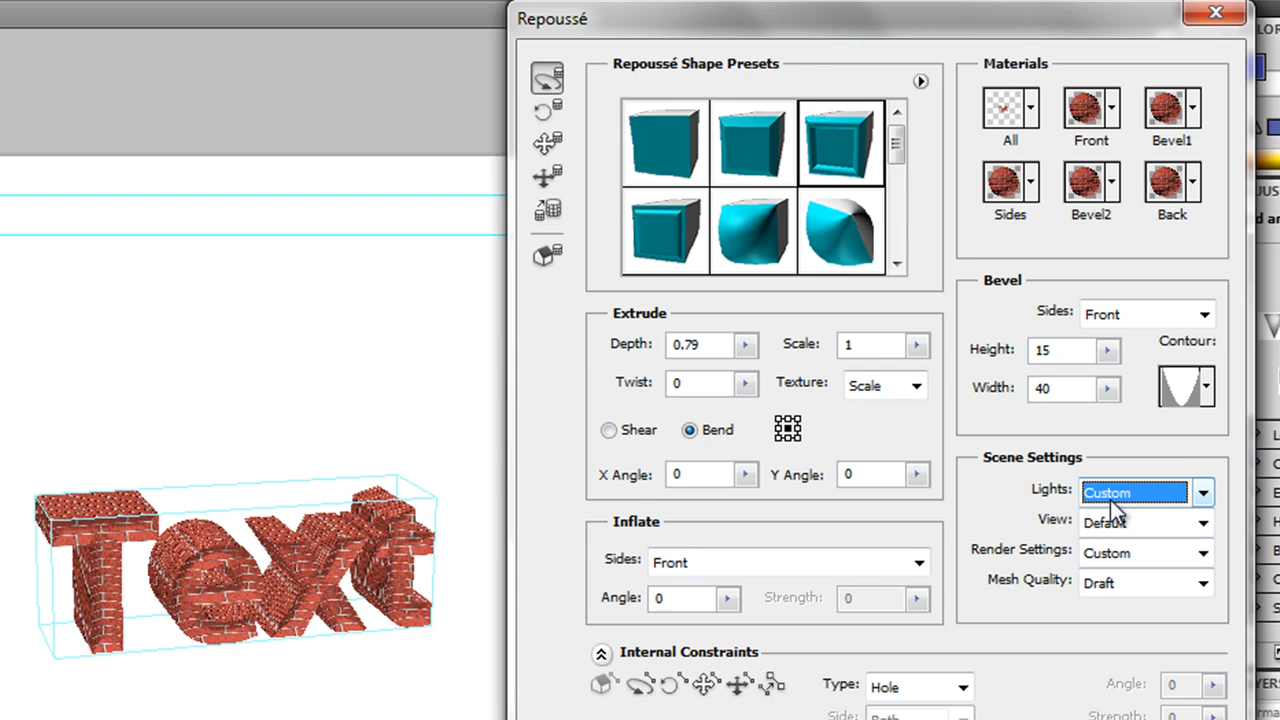 Repoussé
Repoussé Shape Presets
Materials
All
Front
Bevel1
Sides
Bevel2
Back
Extrude
Depth: 0.79
Scale: 1
Twist: 0
Texture: Scale
Shear
Bend
X Angle: 0
Y Angle: 0
Bevel
Sides: Front
Height: 15
Contour:
Width: 40
Inflate
Sides: Front
Angle: 0
Strength: 0
Scene Settings
Lights: Custom
View: Default
Render Settings: Custom
Mesh Quality: Draft
Internal Constraints
Type: Hole
Angle: 0
Side: Both
Strength:
Text